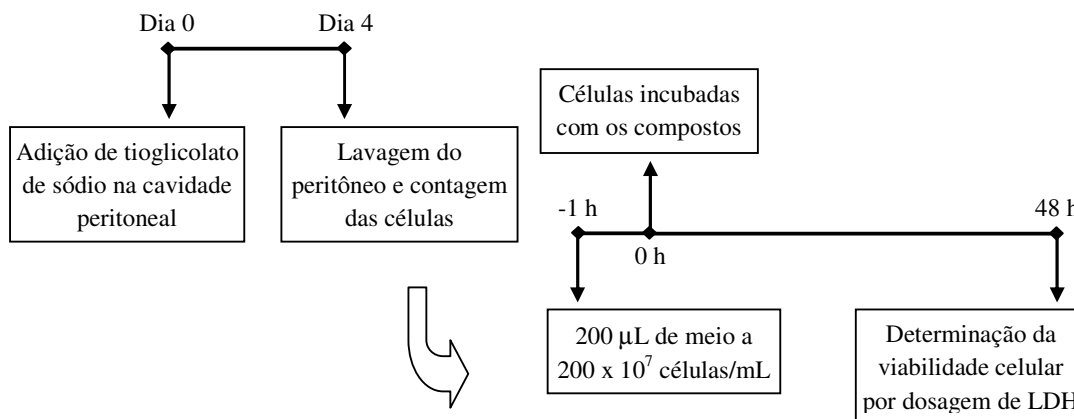 Dia 0
Dia 4
Adição de tioglicolato
de sódio na cavidade
peritoneal
Lavagem do
peritôneo e contagem
das células
Células incubadas
com os compostos
-1 h
0 h
48 h
200 µL de meio a
200 x 10⁷ células/mL
Determinação da
viabilidade celular
por dosagem de LDH